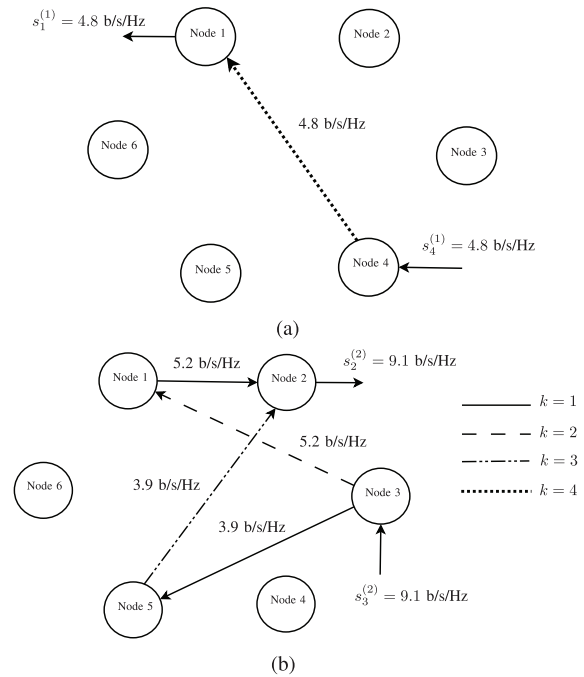 s_1^{(1)} = 4.8 b/s/Hz
Node 1
Node 2
4.8 b/s/Hz
Node 6
Node 3
s_4^{(1)} = 4.8 b/s/Hz
Node 5
Node 4
(a)
5.2 b/s/Hz
s_2^{(2)} = 9.1 b/s/Hz
Node 1
Node 2
k = 1
5.2 b/s/Hz
k = 2
3.9 b/s/Hz
k = 3
Node 6
Node 3
k = 4
3.9 b/s/Hz
Node 5
Node 4
s_3^{(2)} = 9.1 b/s/Hz
(b)